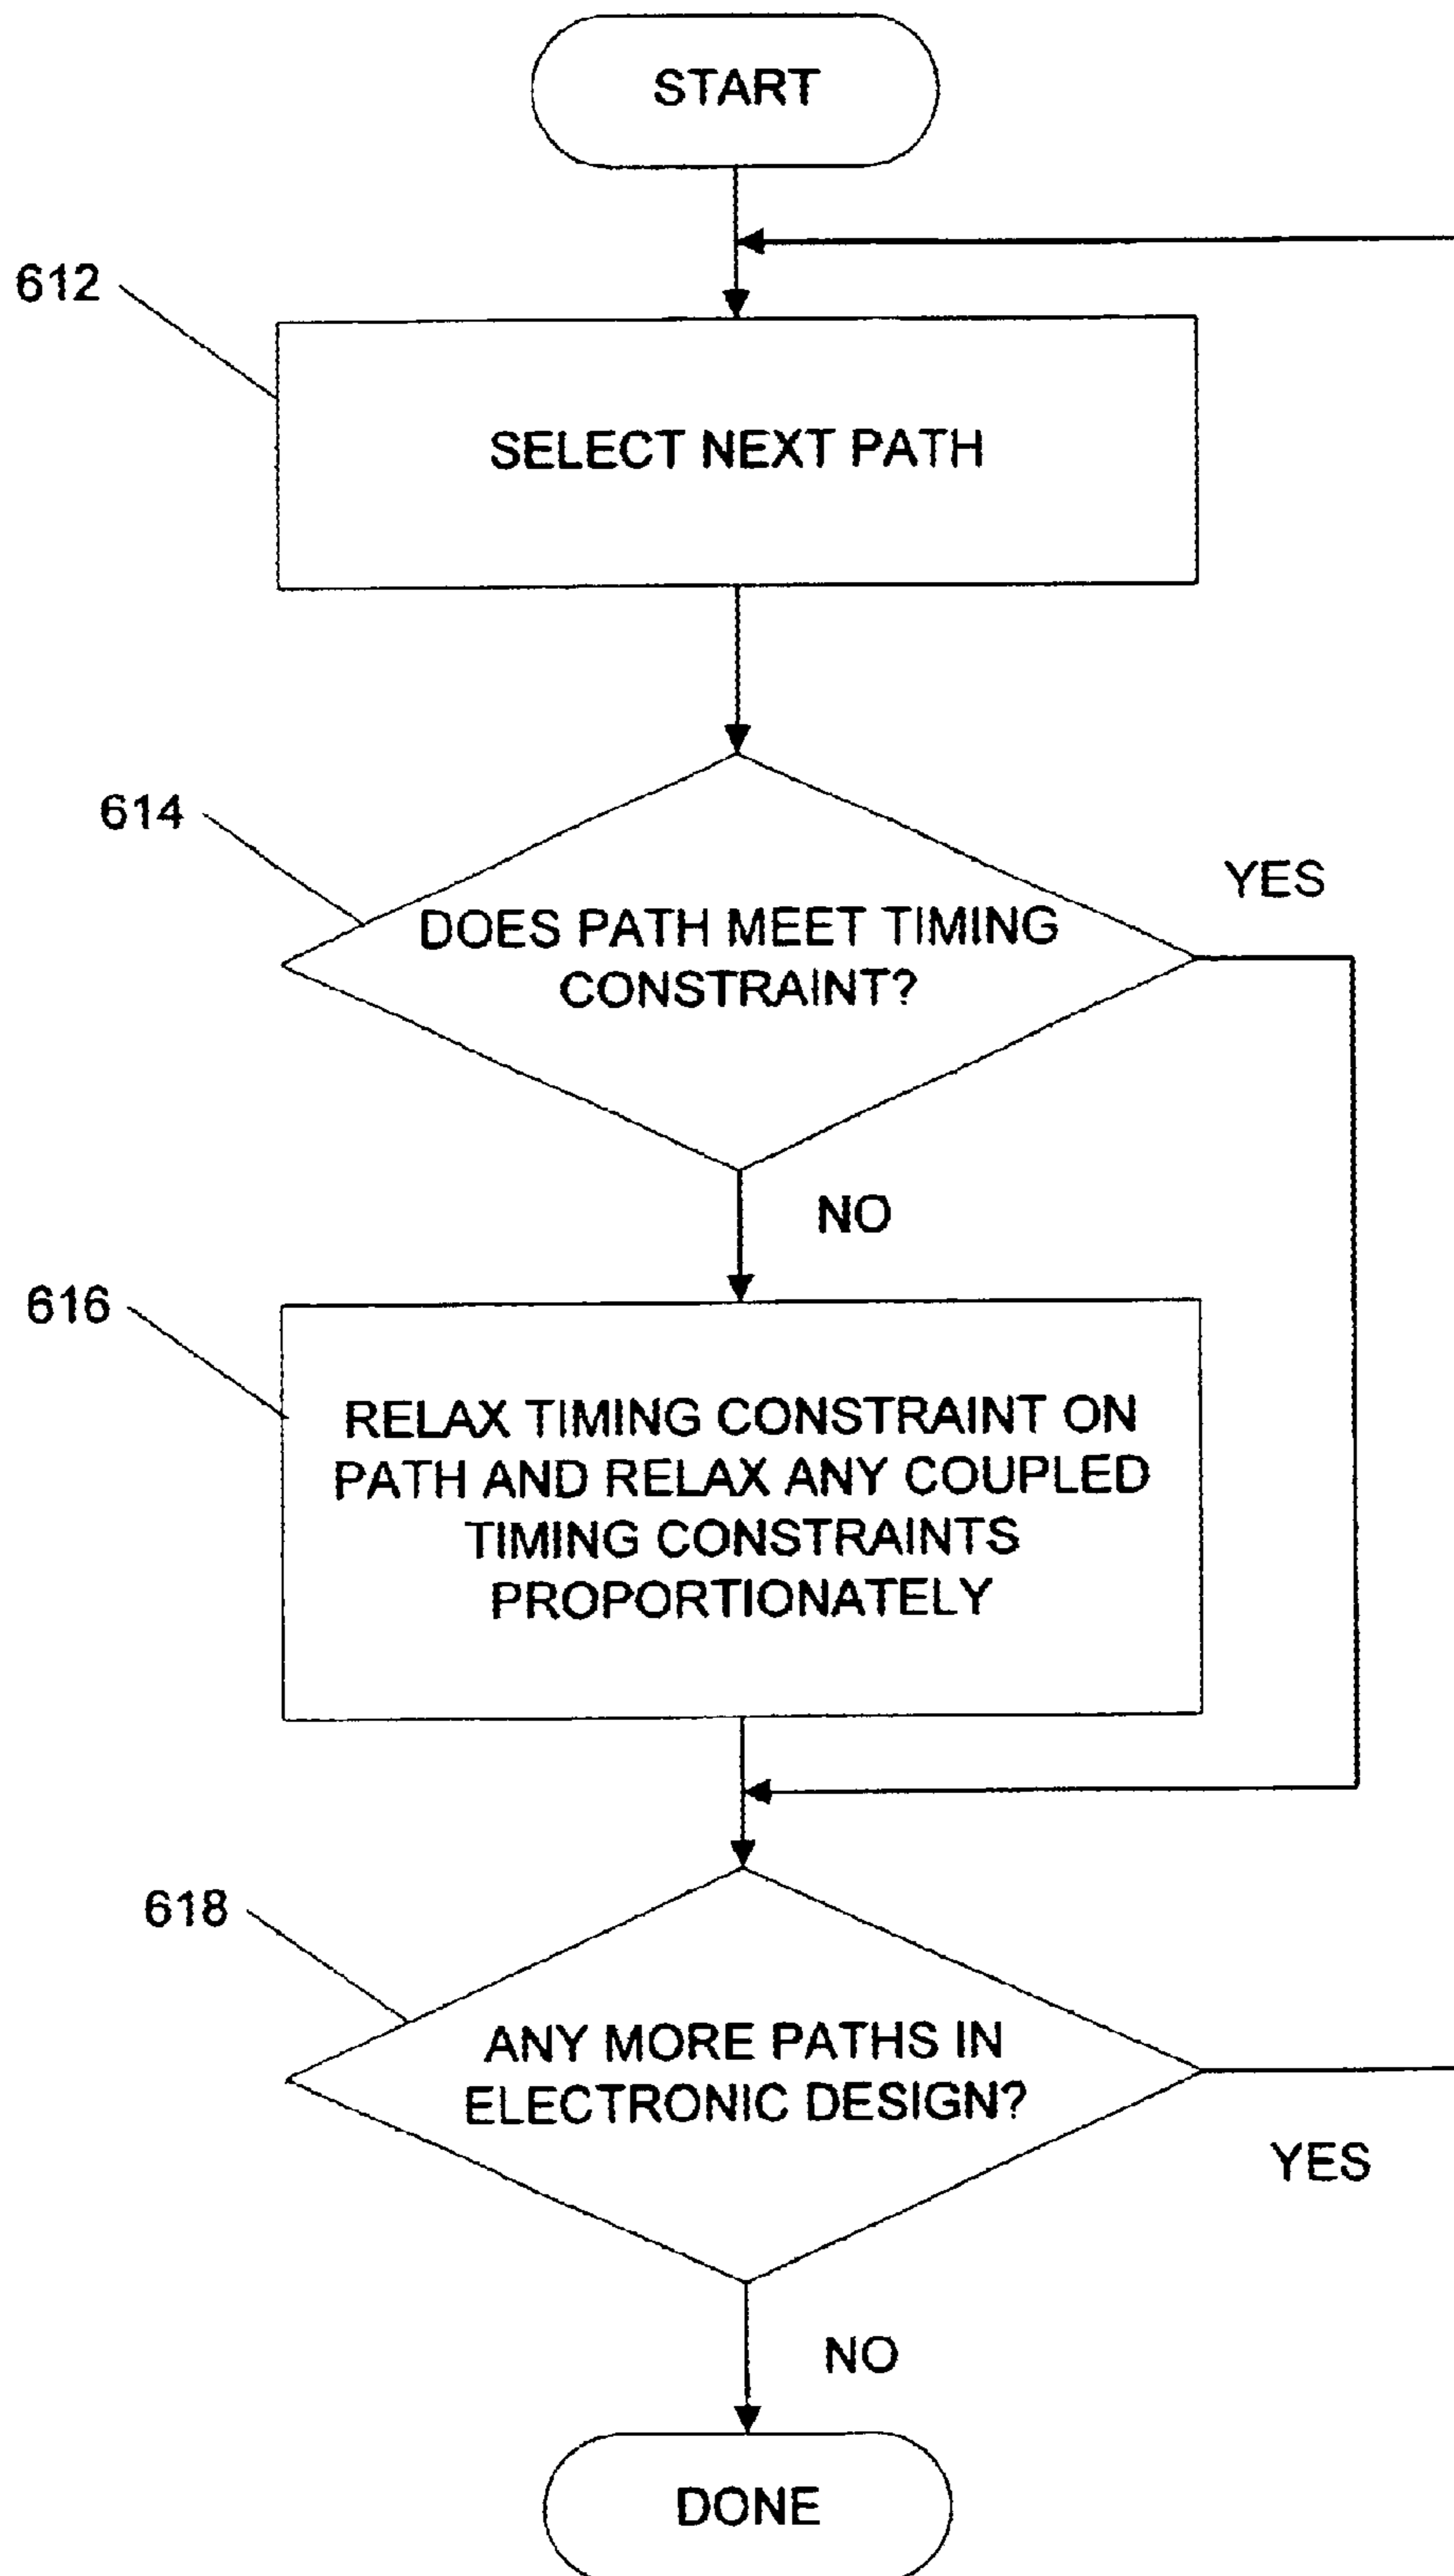 START
612
SELECT NEXT PATH
614
DOES PATH MEET TIMING
CONSTRAINT?
YES
NO
616
RELAX TIMING CONSTRAINT ON
PATH AND RELAX ANY COUPLED
TIMING CONSTRAINTS
PROPORTIONATELY
618
ANY MORE PATHS IN
ELECTRONIC DESIGN?
YES
NO
DONE